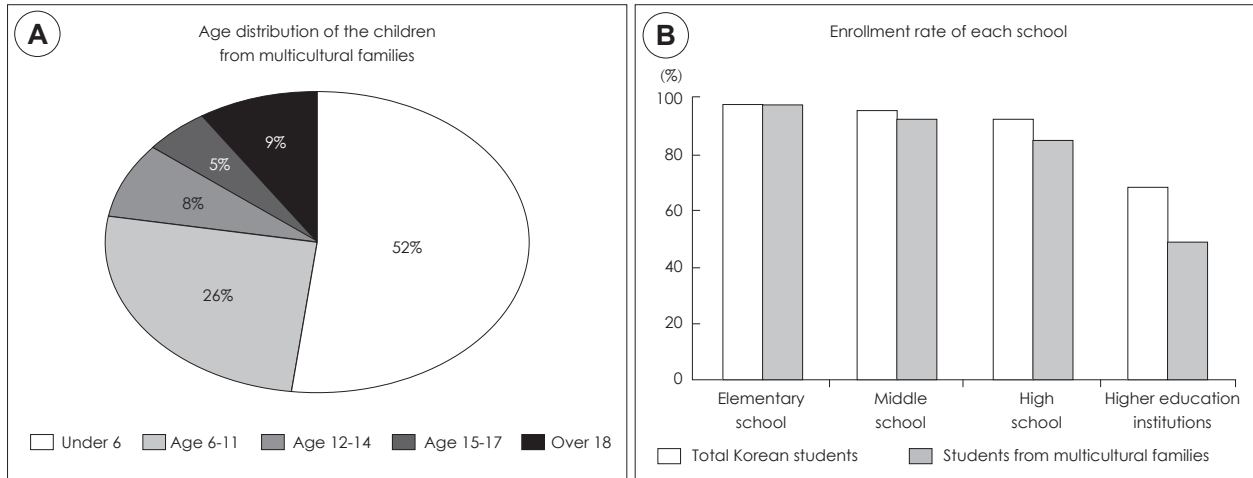 A
Age distribution of the children
from multicultural families
9%
5%
8%
52%
26%
Under 6 Age 6-11 Age 12-14 Age 15-17 Over 18
B
Enrollment rate of each school
(%)
100
80
60
40
20
0
Elementary school
Middle school
High school
Higher education institutions
Total Korean students Students from multicultural families